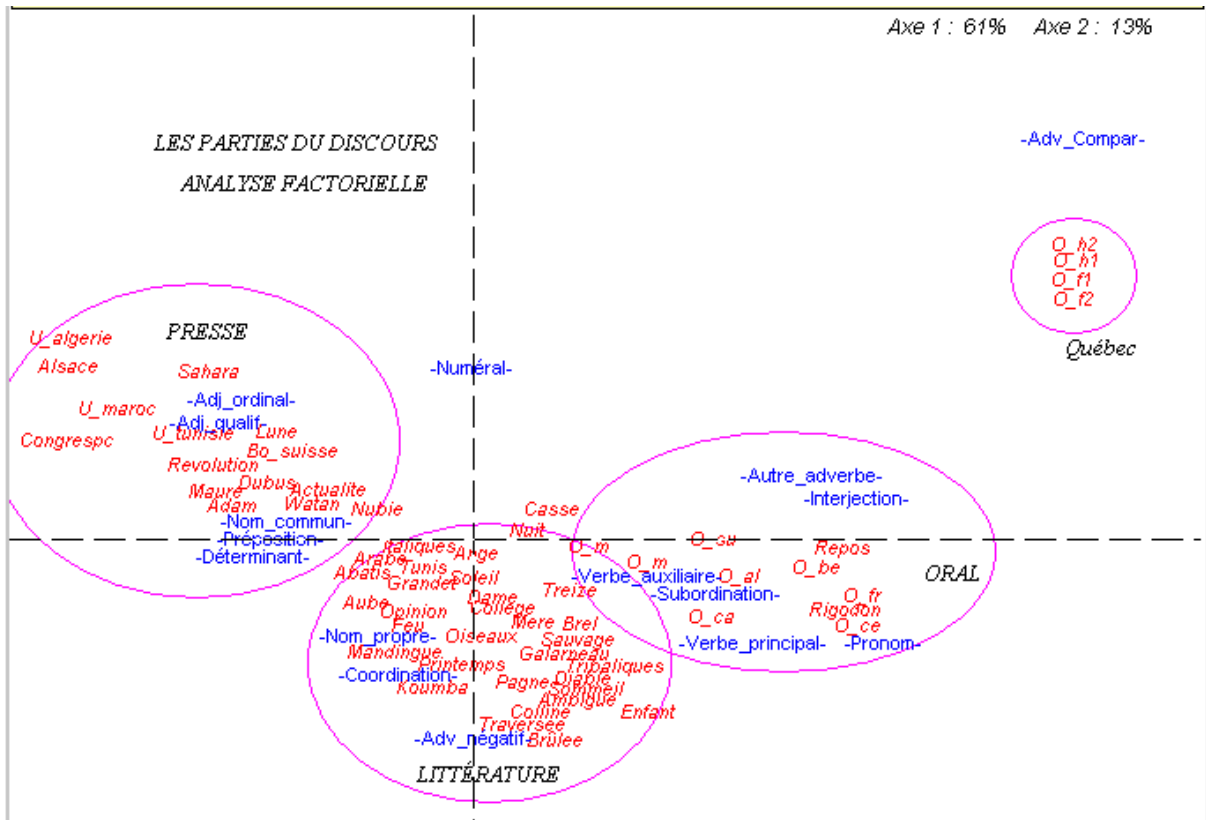 Axe 1 : 61% Axe 2 : 13%
LES PARTIES DU DISCOURS
-Adv_Compar-
ANALYSE FACTORIELLE
O_h2
O_h1
O_f1
O_f2
PRESSE
U_algerie
Québec
Alsace
Sahara
-Numéral-
-Adj_ordinal-
U_maroc
-Adj_qualif-
U_tunisie
Lune
Congrespc
Bo_suisse
Revolution
-Autre_adverbe-
Dubus
Maure
Actualite
-Interjection-
Adam
Watan
Nubie
Casse
-Nom_commun-
Nuit
-Préposition-
O_m
O_su
Repos
-Déterminant-
Arabe
Ange
Tunis
O_m
O_be
Abatis
Grandet
Soleil
-Verbe_auxiliaire-
O_al
ORAL
Treize
-Subordination-
Aube
Dame
O_fr
Opinion
College
Rigodon
Feu
Mere
Brel
O_ca
O_ce
-Nom_propre-
Oiseaux
Sauvage
-Verbe_principal-
-Pronom-
Mandingue
Galarneau
Printemps
Tribaliques
-Coordination-
Koumba
Pagne
Diable
Sommeil
Ambigue
Colline
Enfant
Traversee
-Adv_négatif-
Brûlee
LITTÉRATURE